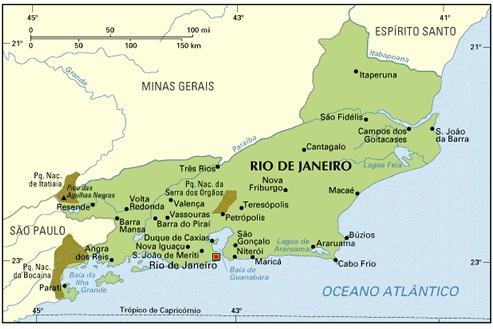 45°
43°
41°
0
50
100 mi
0
50
100
150 km
21°
21°
ESPÍRITO SANTO
Itabapoana
Grande
MINAS GERAIS
Itaperuna
Paraíba
São Fidélis
Campos dos
Goitacases
S. João
da Barra
Cantagalo
Lagoa Feia
Três Rios
RIO DE JANEIRO
Pq. Nac.
de Itatiaia
Pico das
Agulhas Negras
Resende
Volta
Redonda
Valença
Pq. Nac. da
Serra dos Órgãos
Nova
Friburgo
Macaé
Vassouras
Teresópolis
Petrópolis
Barra
Mansa
Barra do Piraí
SÃO PAULO
Duque de Caxias
Nova Iguaçu
S. João de Meriti
Rio de Janeiro
São
Gonçalo
Niterói
Maricá
Lagoa de
Araruama
Araruama
Búzios
Cabo Frio
Angra
dos Reis
23°
23°
Pq. Nac.
da Bocaina
Parati
Baía da
Ilha
Grande
Baía de
Guanabara
OCEANO ATLÂNTICO
Trópico de Capricórnio
45°
43°